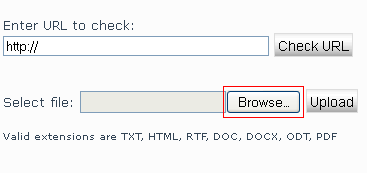 Enter URL to check:
http:// Check URL
Select file: Browse... Upload
Valid extensions are TXT, HTML, RTF, DOC, DOCX, ODT, PDF